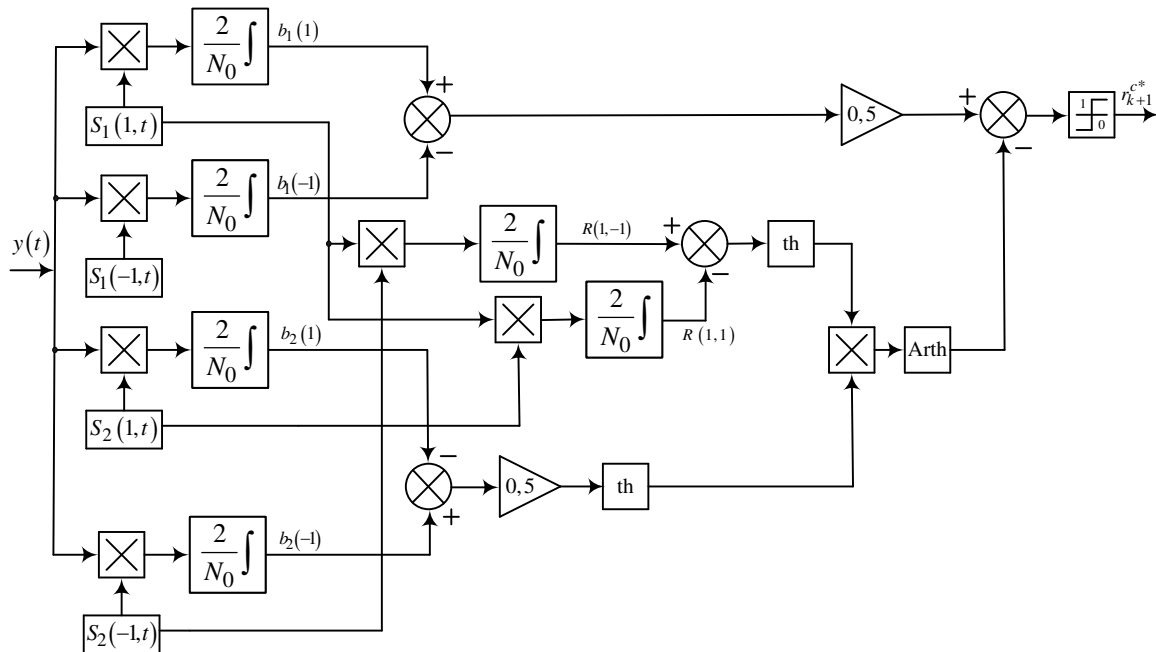 2/N₀ ∫
b₁(1)
S₁(1,t)
+
−
0,5
+
−
1
0
r^{c*}_{k+1}
2/N₀ ∫
b₁(−1)
S₁(−1,t)
y(t)
2/N₀ ∫
R(1,−1)
+
−
th
2/N₀ ∫
R(1,1)
2/N₀ ∫
b₂(1)
S₂(1,t)
Arth
−
+
0,5
th
2/N₀ ∫
b₂(−1)
S₂(−1,t)